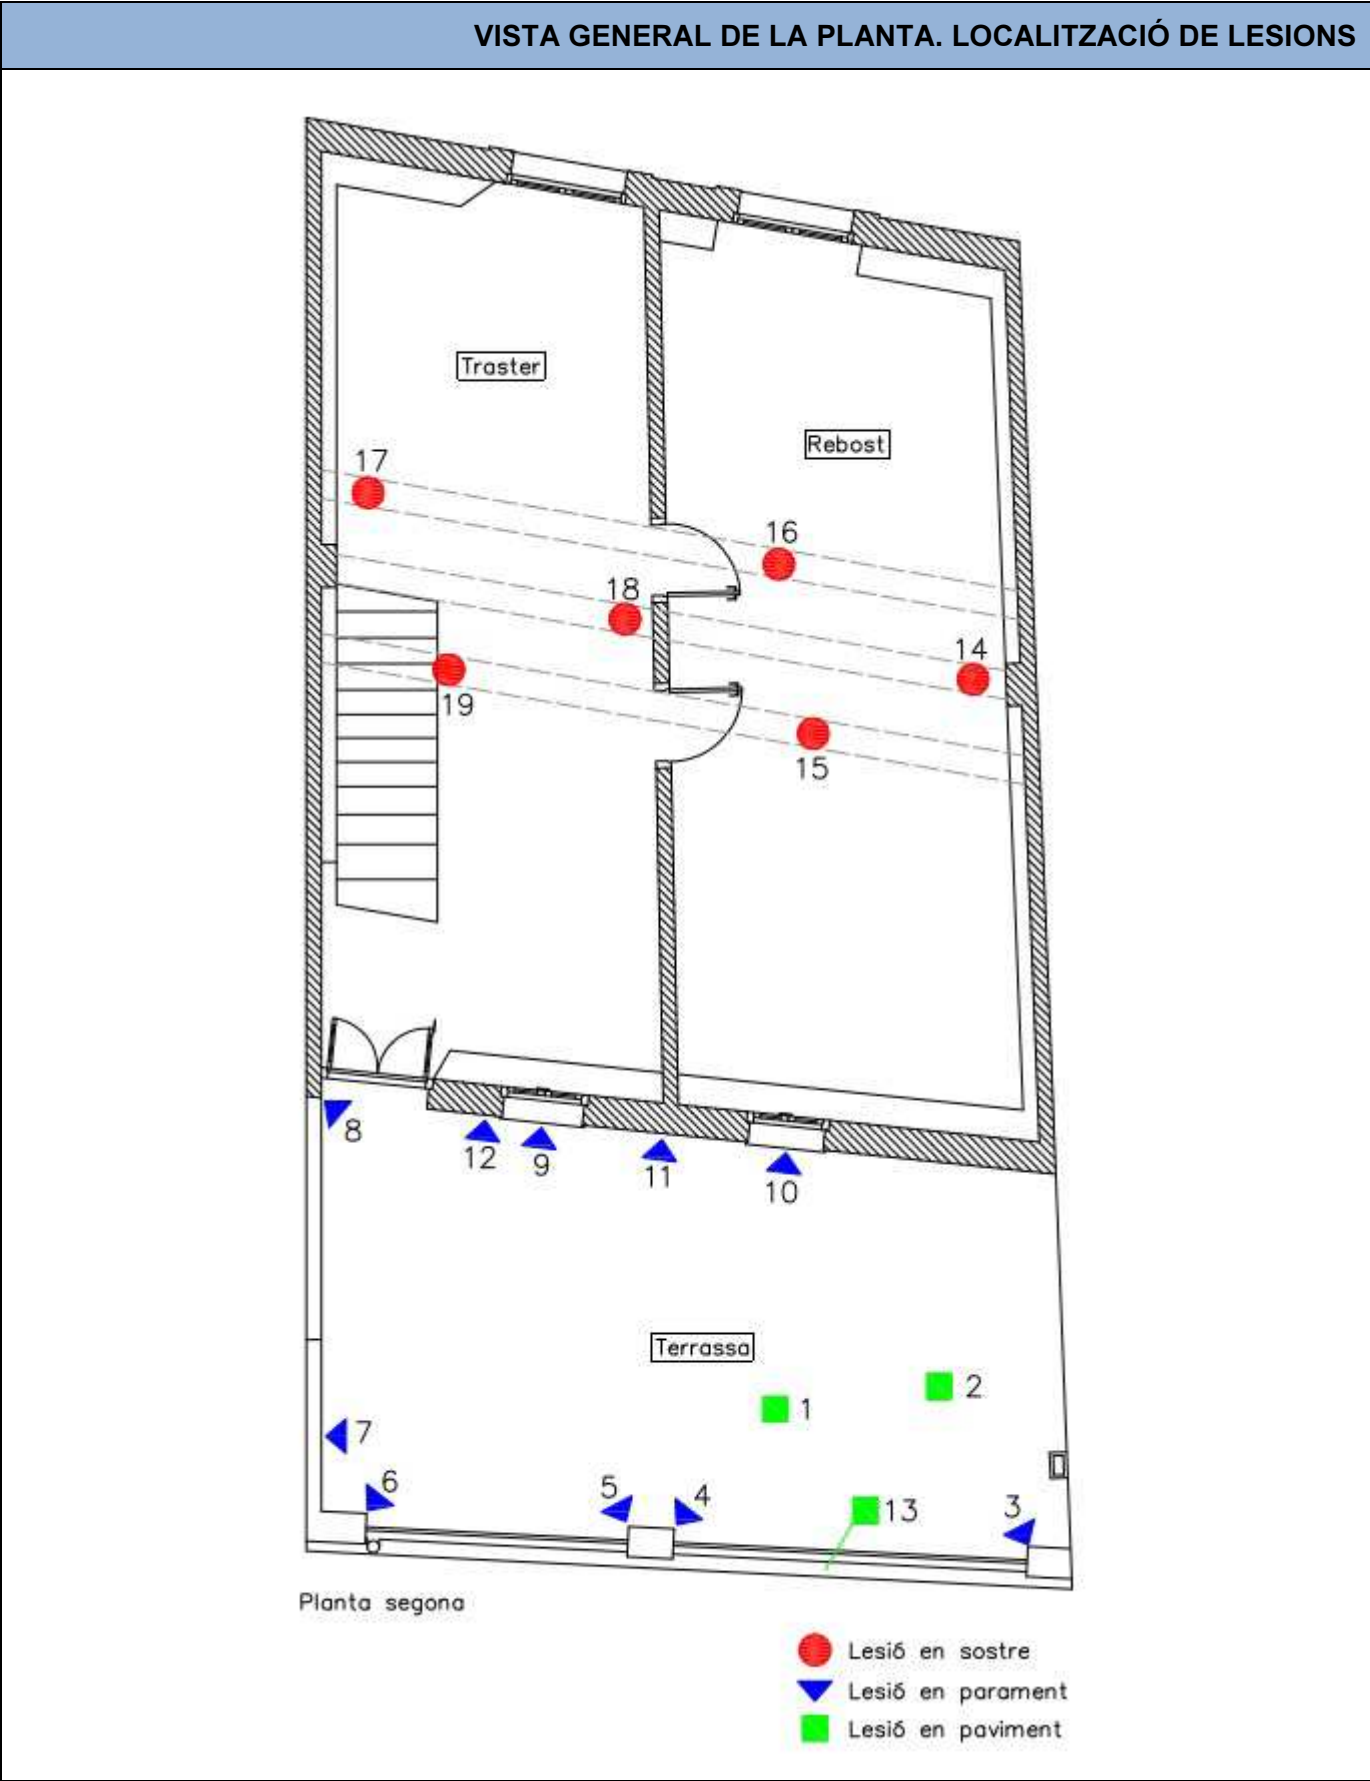 VISTA GENERAL DE LA PLANTA. LOCALITZACIÓ DE LESIONS
Traster
Rebost
17
16
18
14
19
15
8
12
9
11
10
Terrassa
2
1
7
6
5
4
13
3
Planta segona
Lesió en sostre
Lesió en parament
Lesió en paviment